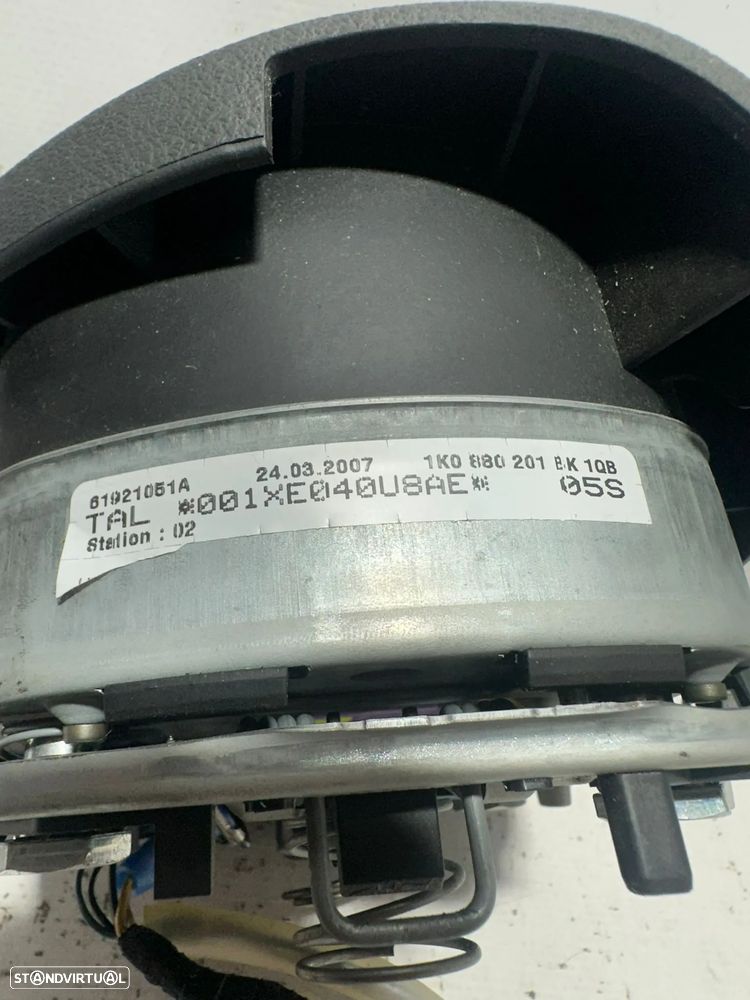 61921051A 24.03.2007 1K0 880 201 BK 1QB
TAL *001XE040U8AE* 05S
Station : 02
STANDVIRTUAL